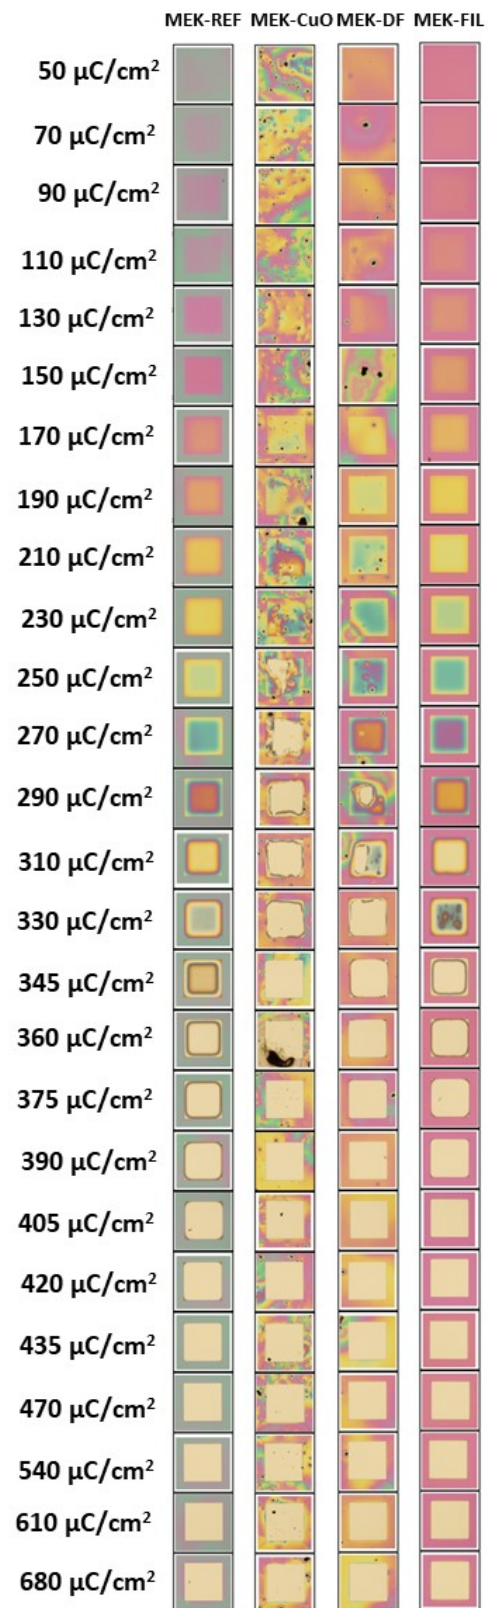 MEK-REF MEK-CuO MEK-DF MEK-FIL
50 µC/cm²
70 µC/cm²
90 µC/cm²
110 µC/cm²
130 µC/cm²
150 µC/cm²
170 µC/cm²
190 µC/cm²
210 µC/cm²
230 µC/cm²
250 µC/cm²
270 µC/cm²
290 µC/cm²
310 µC/cm²
330 µC/cm²
345 µC/cm²
360 µC/cm²
375 µC/cm²
390 µC/cm²
405 µC/cm²
420 µC/cm²
435 µC/cm²
470 µC/cm²
540 µC/cm²
610 µC/cm²
680 µC/cm²